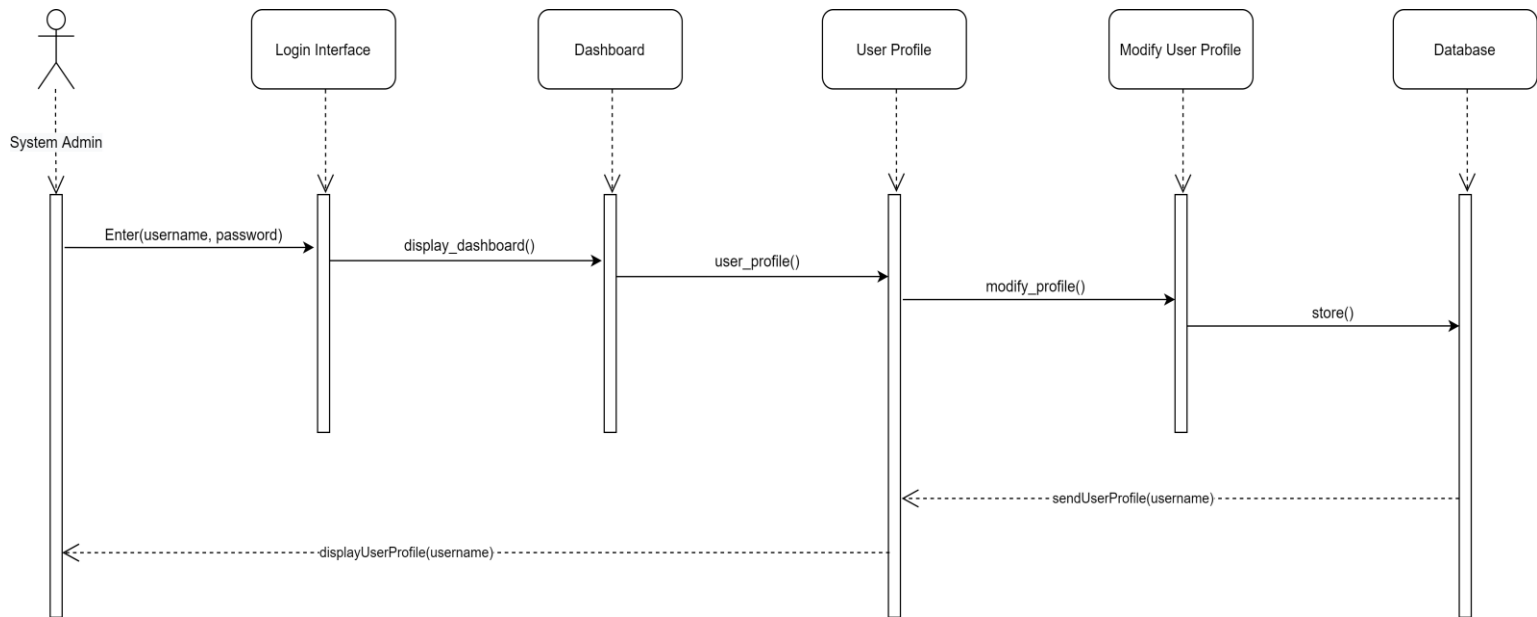 Login Interface
Dashboard
User Profile
Modify User Profile
Database
System Admin
Enter(username, password)
display_dashboard()
user_profile()
modify_profile()
store()
sendUserProfile(username)
displayUserProfile(username)